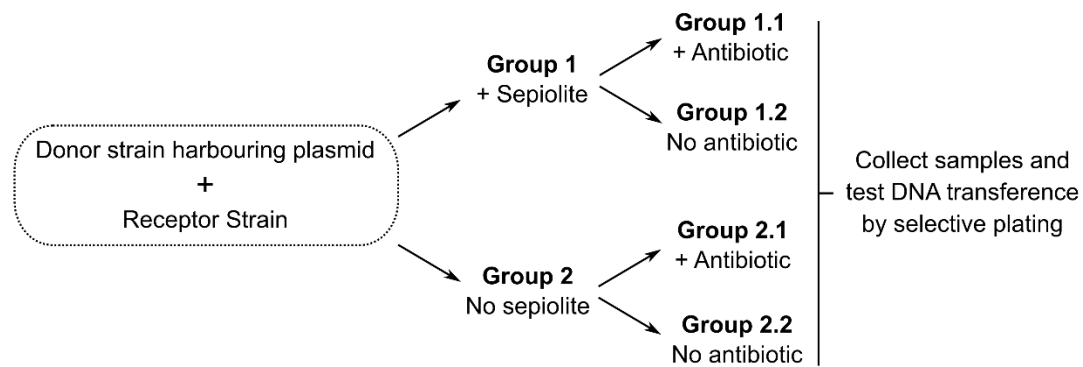 Donor strain harbouring plasmid
+
Receptor Strain
Group 1
+ Sepiolite
Group 2
No sepiolite
Group 1.1
+ Antibiotic
Group 1.2
No antibiotic
Group 2.1
+ Antibiotic
Group 2.2
No antibiotic
Collect samples and
test DNA transference
by selective plating